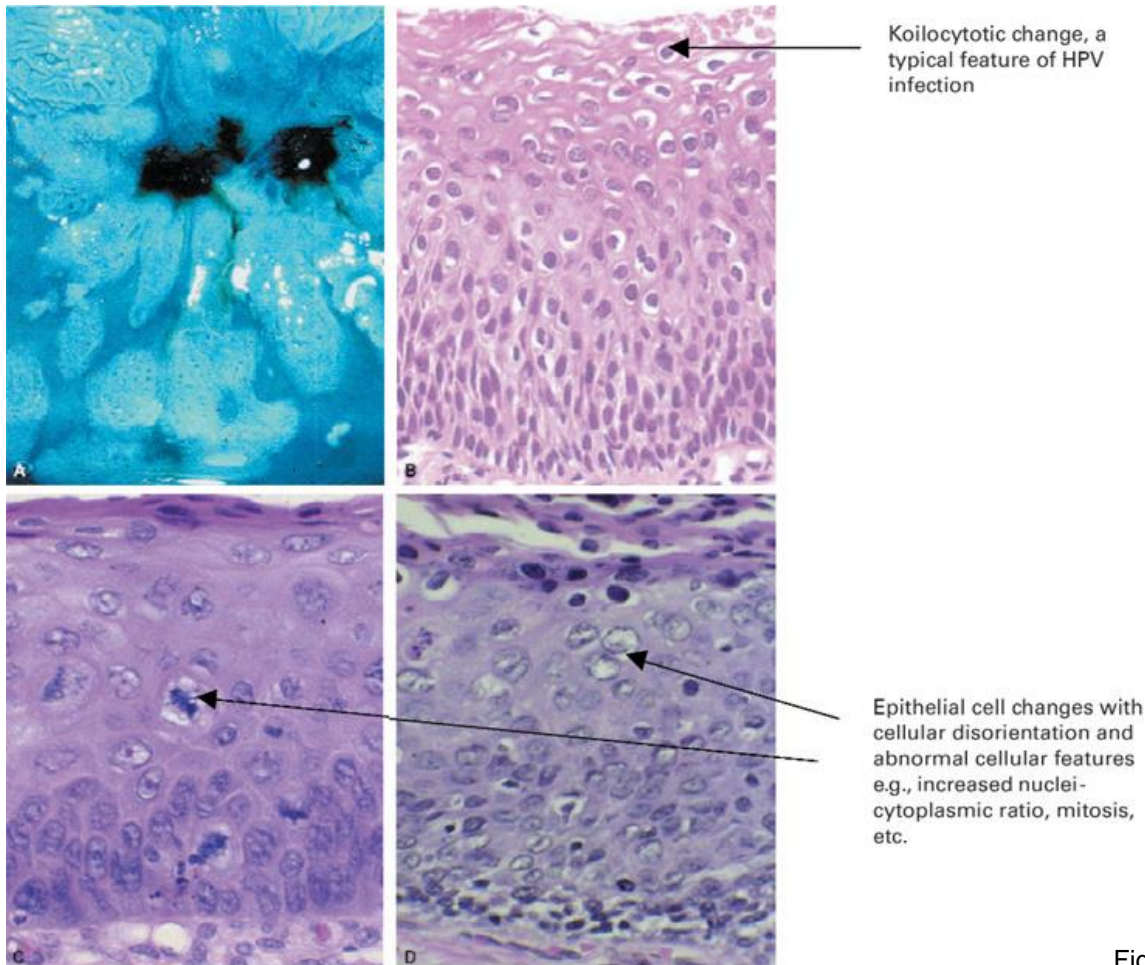 Koilocytotic change, a
typical feature of HPV
infection
A
B
Epithelial cell changes with
cellular disorientation and
abnormal cellular features
e.g., increased nuclei-
cytoplasmic ratio, mitosis,
etc.
C
D
Fig